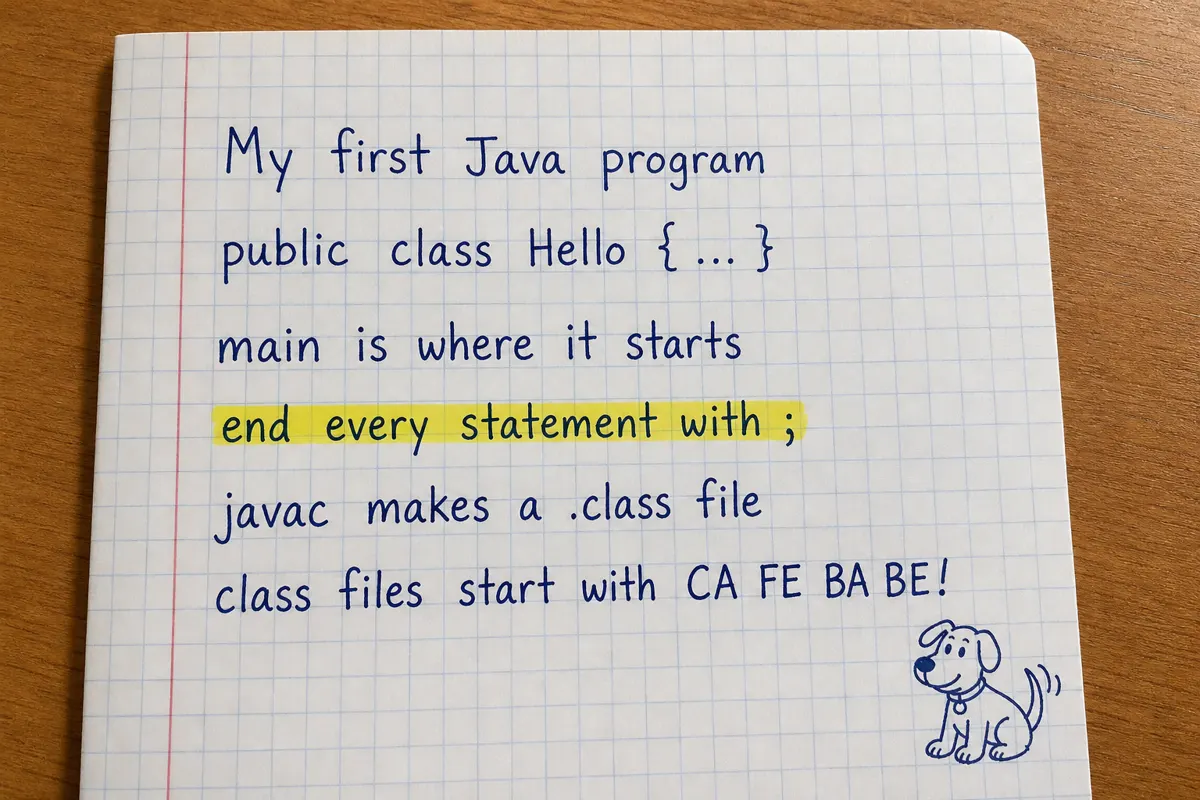 My first Java program
public class Hello { ... }
main is where it starts
end every statement with ;
javac makes a .class file
class files start with CA FE BA BE!